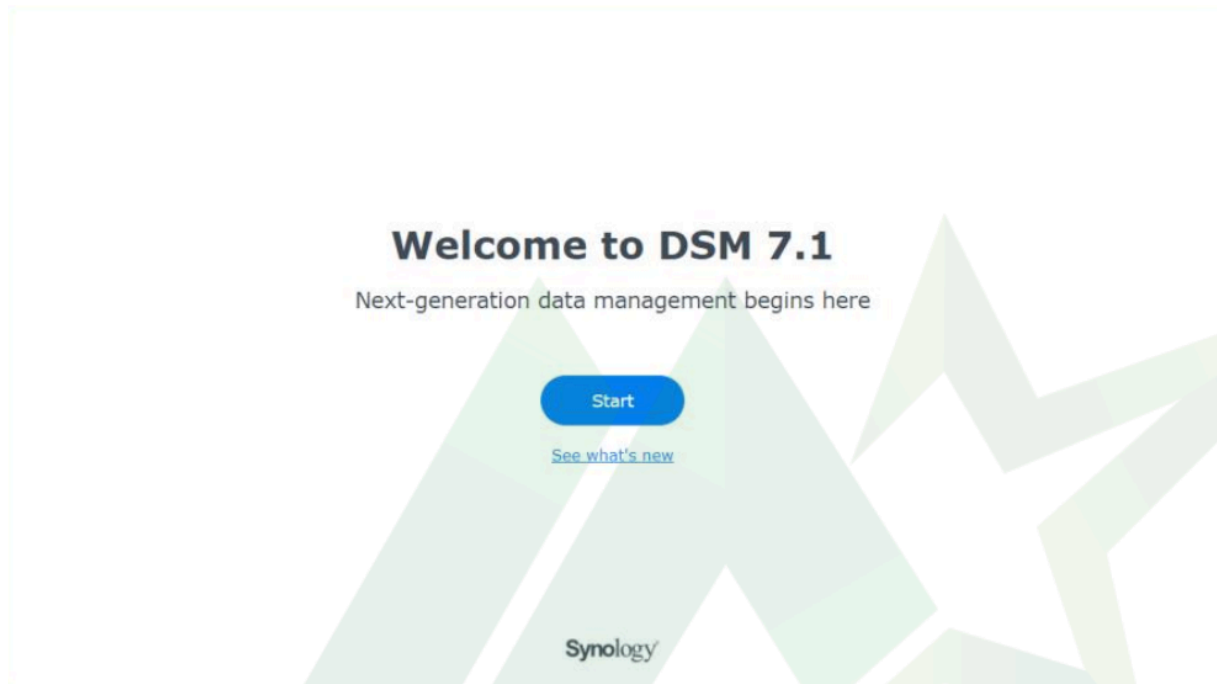 Welcome to DSM 7.1
Next-generation data management begins here
Start
See what's new
Synology